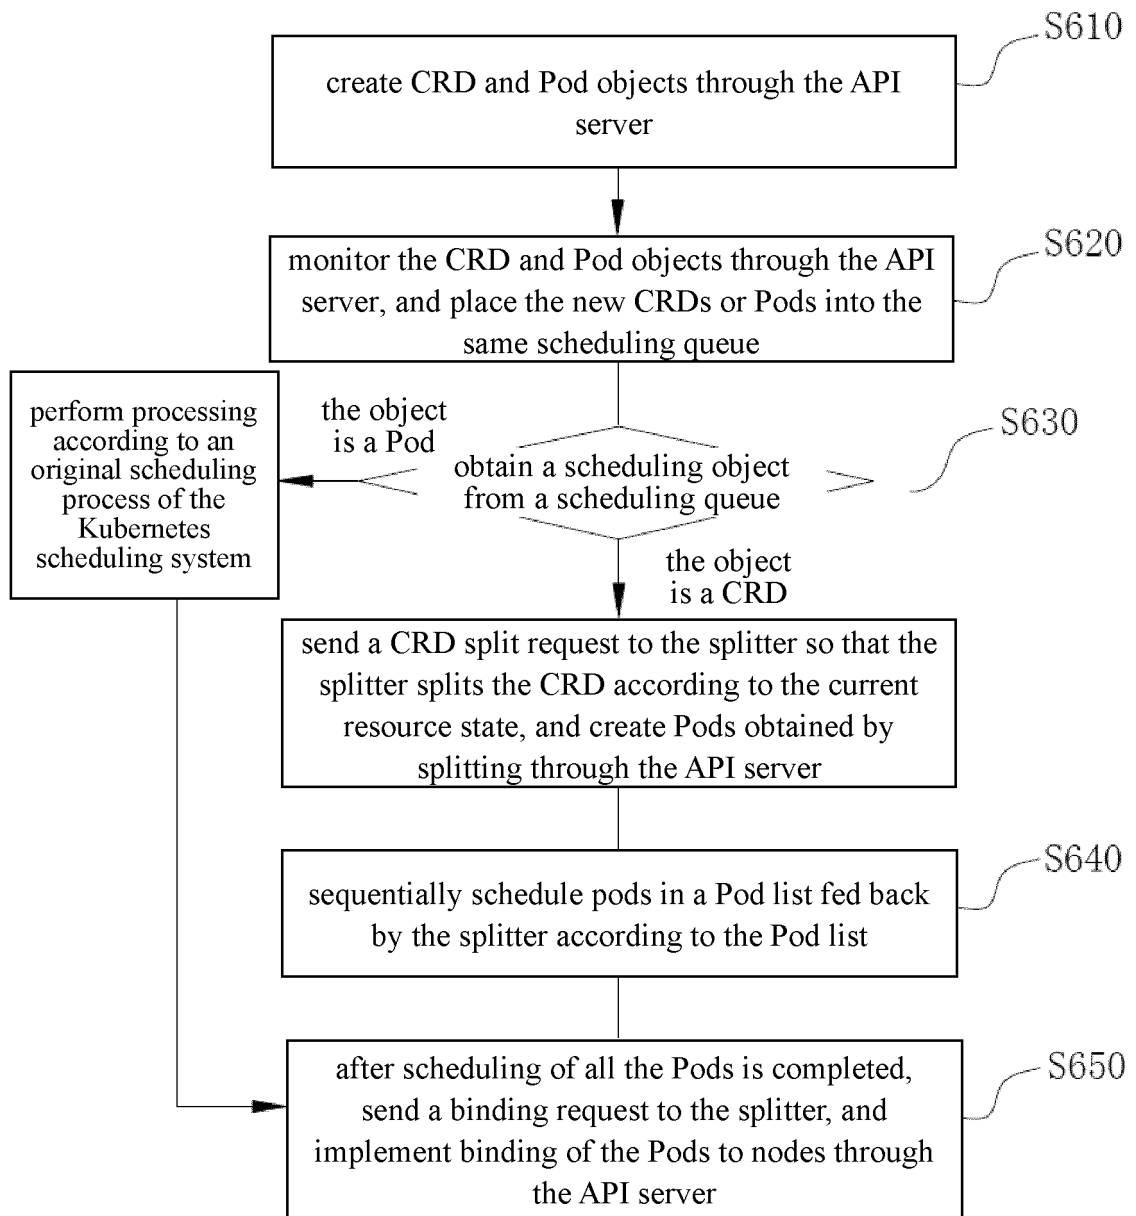 S610
create CRD and Pod objects through the API
server
S620
monitor the CRD and Pod objects through the API
server, and place the new CRDs or Pods into the
same scheduling queue
perform processing
according to an
original scheduling
process of the
Kubernetes
scheduling system
the object
is a Pod
S630
obtain a scheduling object
from a scheduling queue
the object
is a CRD
send a CRD split request to the splitter so that the
splitter splits the CRD according to the current
resource state, and create Pods obtained by
splitting through the API server
S640
sequentially schedule pods in a Pod list fed back
by the splitter according to the Pod list
S650
after scheduling of all the Pods is completed,
send a binding request to the splitter, and
implement binding of the Pods to nodes through
the API server